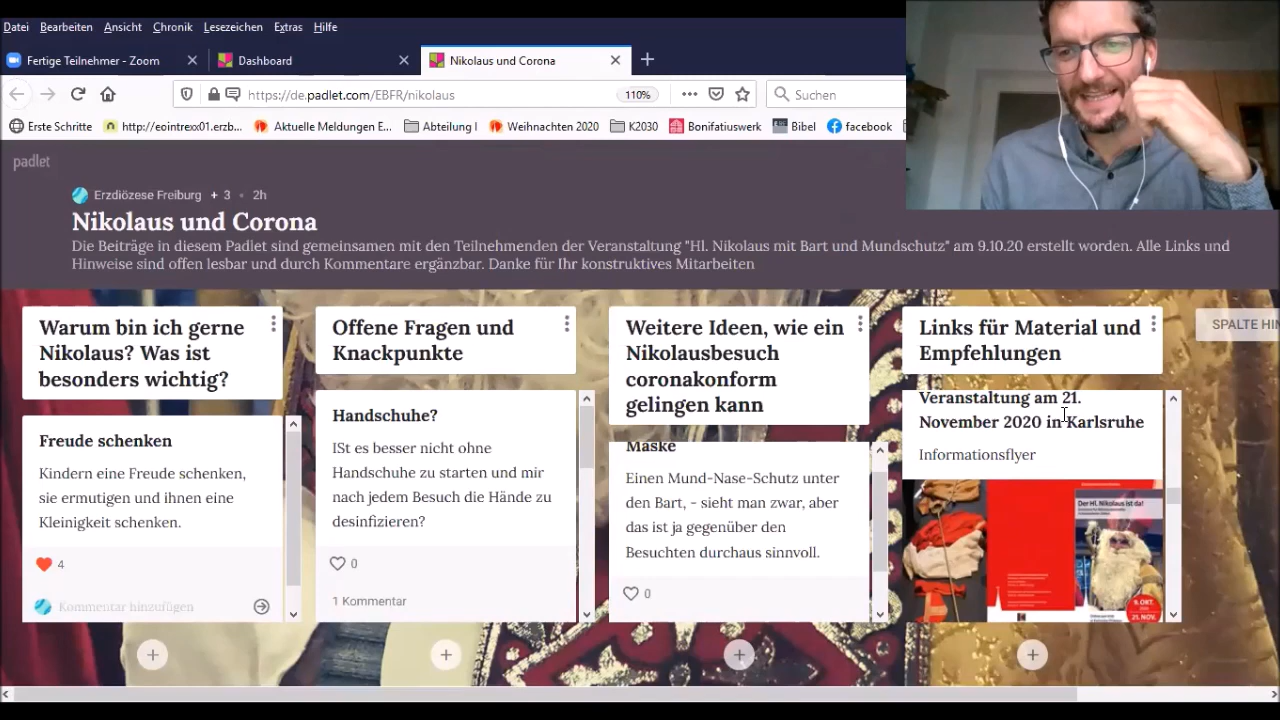 Datei Bearbeiten Ansicht Chronik Lesezeichen Extras Hilfe
Fertige Teilnehmer - Zoom
Dashboard
Nikolaus und Corona
https://de.padlet.com/EBFR/nikolaus
110%
Suchen
Erste Schritte
http://eointrexx01.erzb...
Aktuelle Meldungen E...
Abteilung I
Weihnachten 2020
K2030
Bonifatiuswerk
Bibel
facebook
padlet
Erzdiözese Freiburg + 3 • 2h
Nikolaus und Corona
Die Beiträge in diesem Padlet sind gemeinsamen mit den Teilnehmenden der Veranstaltung "Hl. Nikolaus mit Bart und Mundschutz" am 9.10.20 erstellt worden. Alle Links und
Hinweise sind offen lesbar und durch Kommentare ergänzbar. Danke für Ihr konstruktives Mitarbeiten
Warum bin ich gerne
Nikolaus? Was ist
besonders wichtig?
Freude schenken
Kindern eine Freude schenken,
sie ermutigen und ihnen eine
Kleinigkeit schenken.
4
Kommentar hinzufügen
Offene Fragen und
Knackpunkte
Handschuhe?
ISt es besser nicht ohne
Handschuhe zu starten und mir
nach jedem Besuch die Hände zu
desinfizieren?
0
1 Kommentar
Weitere Ideen, wie ein
Nikolausbesuch
coronakonform
gelingen kann
Maske
Einen Mund-Nase-Schutz unter
den Bart, - sieht man zwar, aber
das ist ja gegenüber den
Besuchten durchaus sinnvoll.
0
Links für Material und
Empfehlungen
Veranstaltung am 21.
November 2020 in Karlsruhe
Informationsflyer
Der Hl. Nikolaus ist da!
9. OKT.
21. NOV.
SPALTE HIN